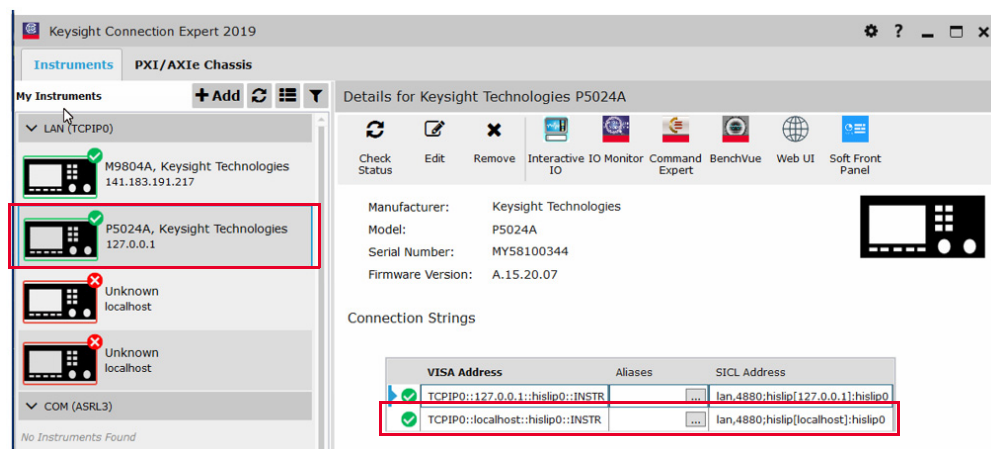 Keysight Connection Expert 2019
Instruments PXI/AXIe Chassis
My Instruments
+ Add
LAN (TCPIP0)
M9804A, Keysight Technologies
141.183.191.217
P5024A, Keysight Technologies
127.0.0.1
Unknown
localhost
Unknown
localhost
COM (ASRL3)
No Instruments Found
Details for Keysight Technologies P5024A
Check Status
Edit
Remove
Interactive IO
IO Monitor
Command Expert
BenchVue
Web UI
Soft Front Panel
Manufacturer: Keysight Technologies
Model: P5024A
Serial Number: MY58100344
Firmware Version: A.15.20.07
Connection Strings
VISA Address Aliases SICL Address
TCPIP0::127.0.0.1::hislip0::INSTR ... lan,4880;hislip[127.0.0.1]:hislip0
TCPIP0::localhost::hislip0::INSTR ... lan,4880;hislip[localhost]:hislip0